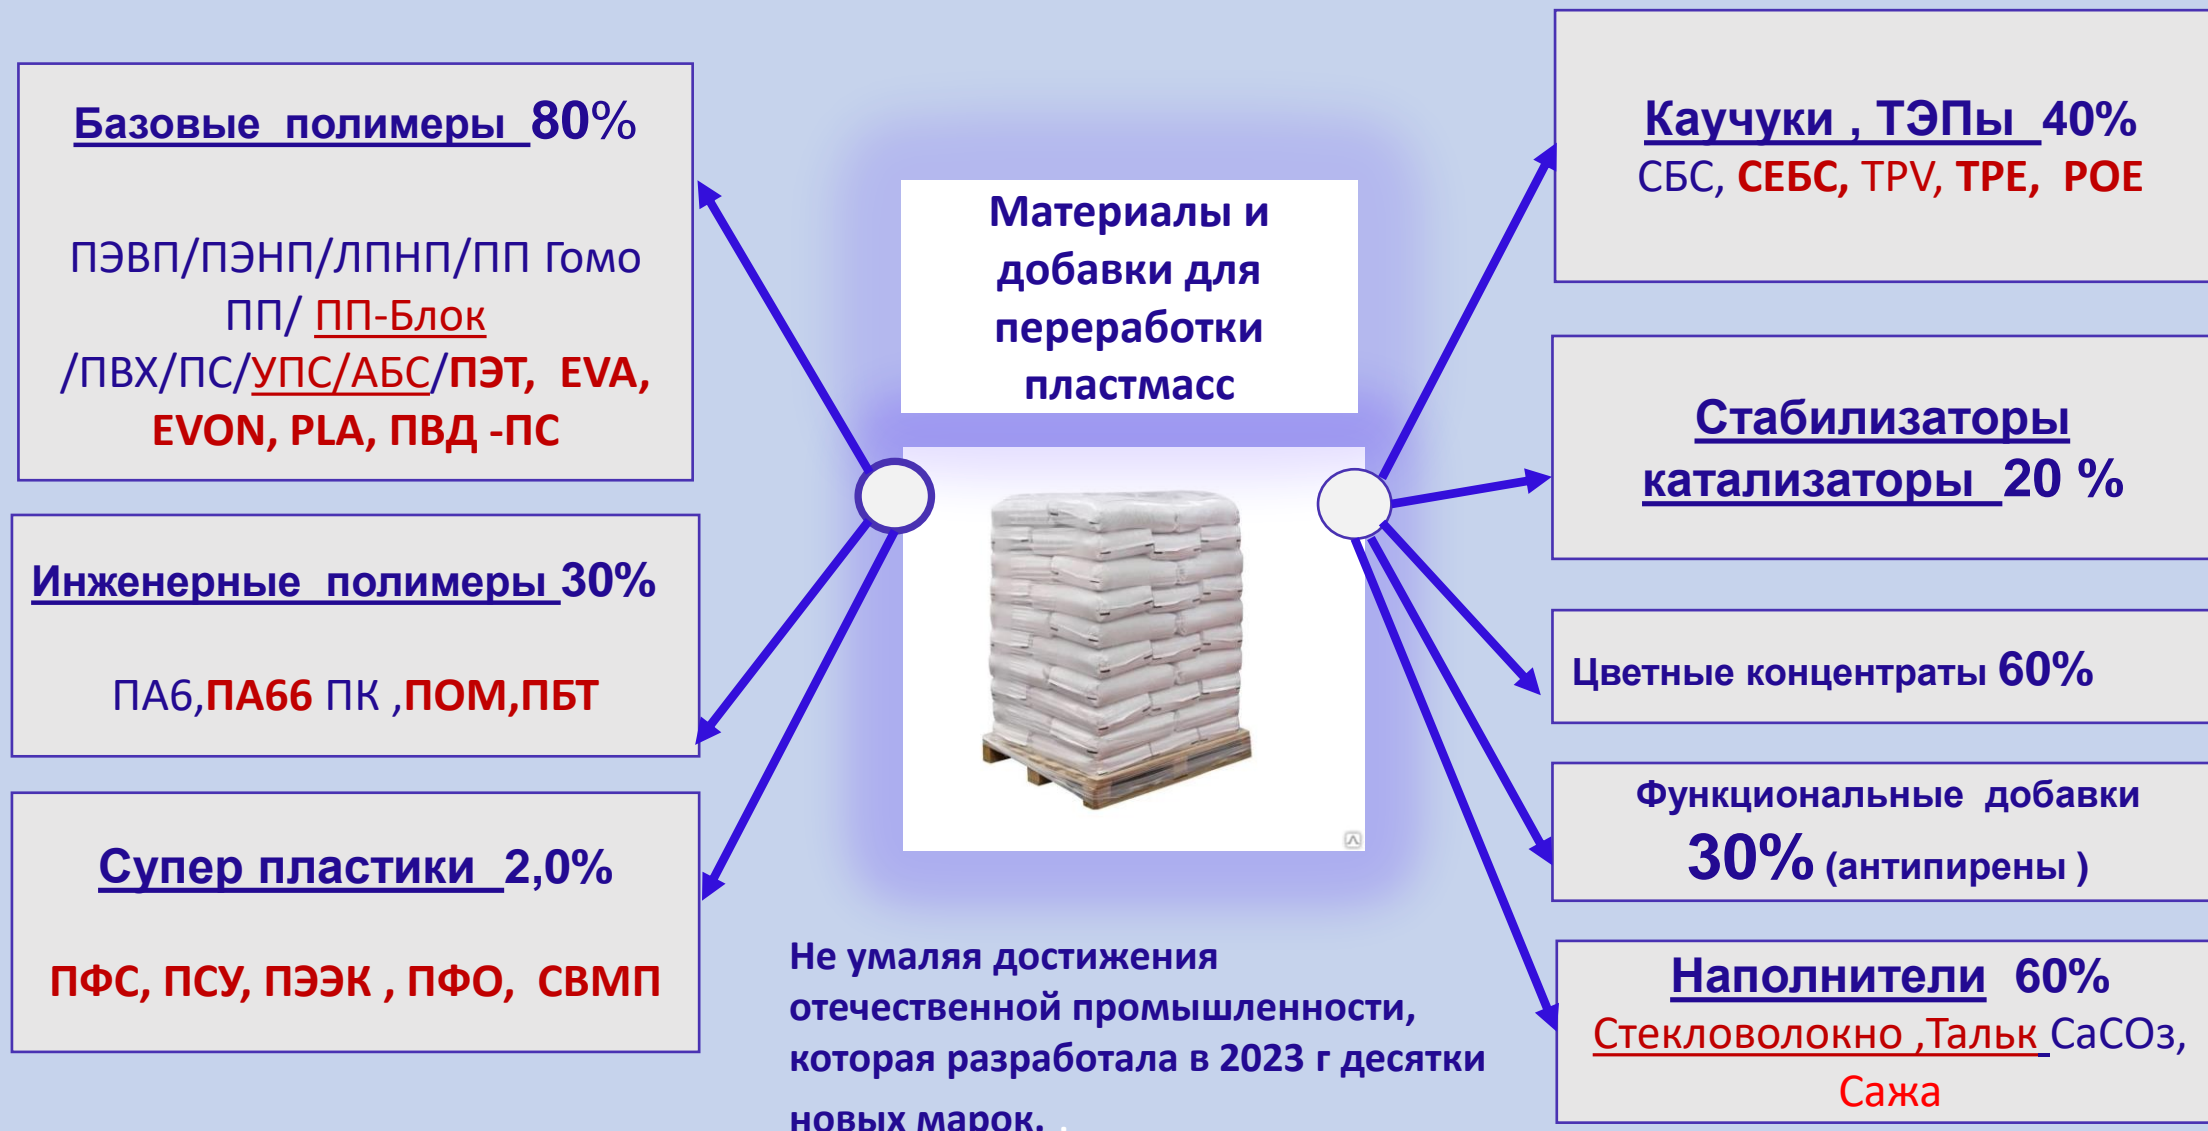 Базовые полимеры 80%
ПЭВП/ПЭНП/ЛПНП/ПП Гомо
ПП/ ПП-Блок
/ПВХ/ПС/УПС/АБС/ПЭТ, EVA,
EVON, PLA, ПВД -ПС
Инженерные полимеры 30%
ПА6,ПА66 ПК ,ПОМ,ПБТ
Супер пластики 2,0%
ПФС, ПСУ, ПЭЭК , ПФО, СВМП
Материалы и
добавки для
переработки
пластмасс
Не умаляя достижения
отечественной промышленности,
которая разработала в 2023 г десятки
новых марок. .
Каучуки , ТЭПы 40%
СБС, СЕБС, TPV, TPE, POE
Стабилизаторы
катализаторы 20 %
Цветные концентраты 60%
Функциональные добавки
30% (антипирены )
Наполнители 60%
Стекловолокно ,Тальк СаСОз,
Сажа